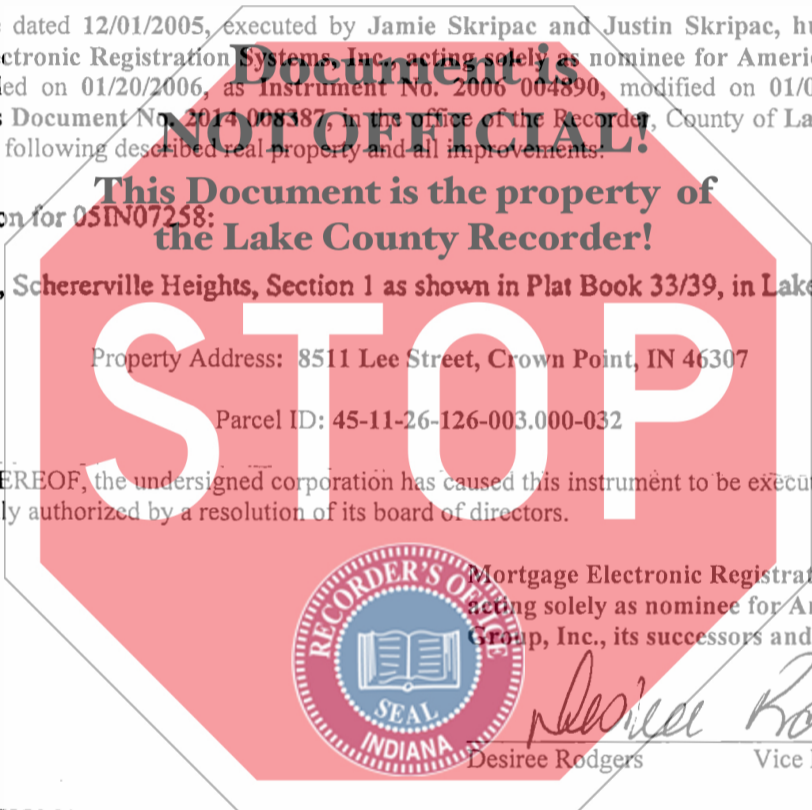 dated 12/01/2005, executed by Jamie Skripac and Justin Skripac,
ctronic Registration Systems, Inc., acting solely as nominee for Ameri
Document is
ed on 01/20/2006, as Instrument No. 2006 004890, modified on 01/0
s Document No. 2014 008387, in the office of the Recorder, County of La
NOT OFFICIAL!
following described real property and all improvements:
This Document is the property of
on for 05IN07258:
the Lake County Recorder!
, Schererville Heights, Section 1 as shown in Plat Book 33/39, in Lake
STOP
Property Address: 8511 Lee Street, Crown Point, IN 46307
Parcel ID: 45-11-26-126-003.000-032
EREOF, the undersigned corporation has caused this instrument to be execu
ly authorized by a resolution of its board of directors.
RECORDER'S OFFICE
SEAL
INDIANA
Mortgage Electronic Registrat
acting solely as nominee for A
Group, Inc., its successors and
Desiree Ro
Desiree Rodgers Vice